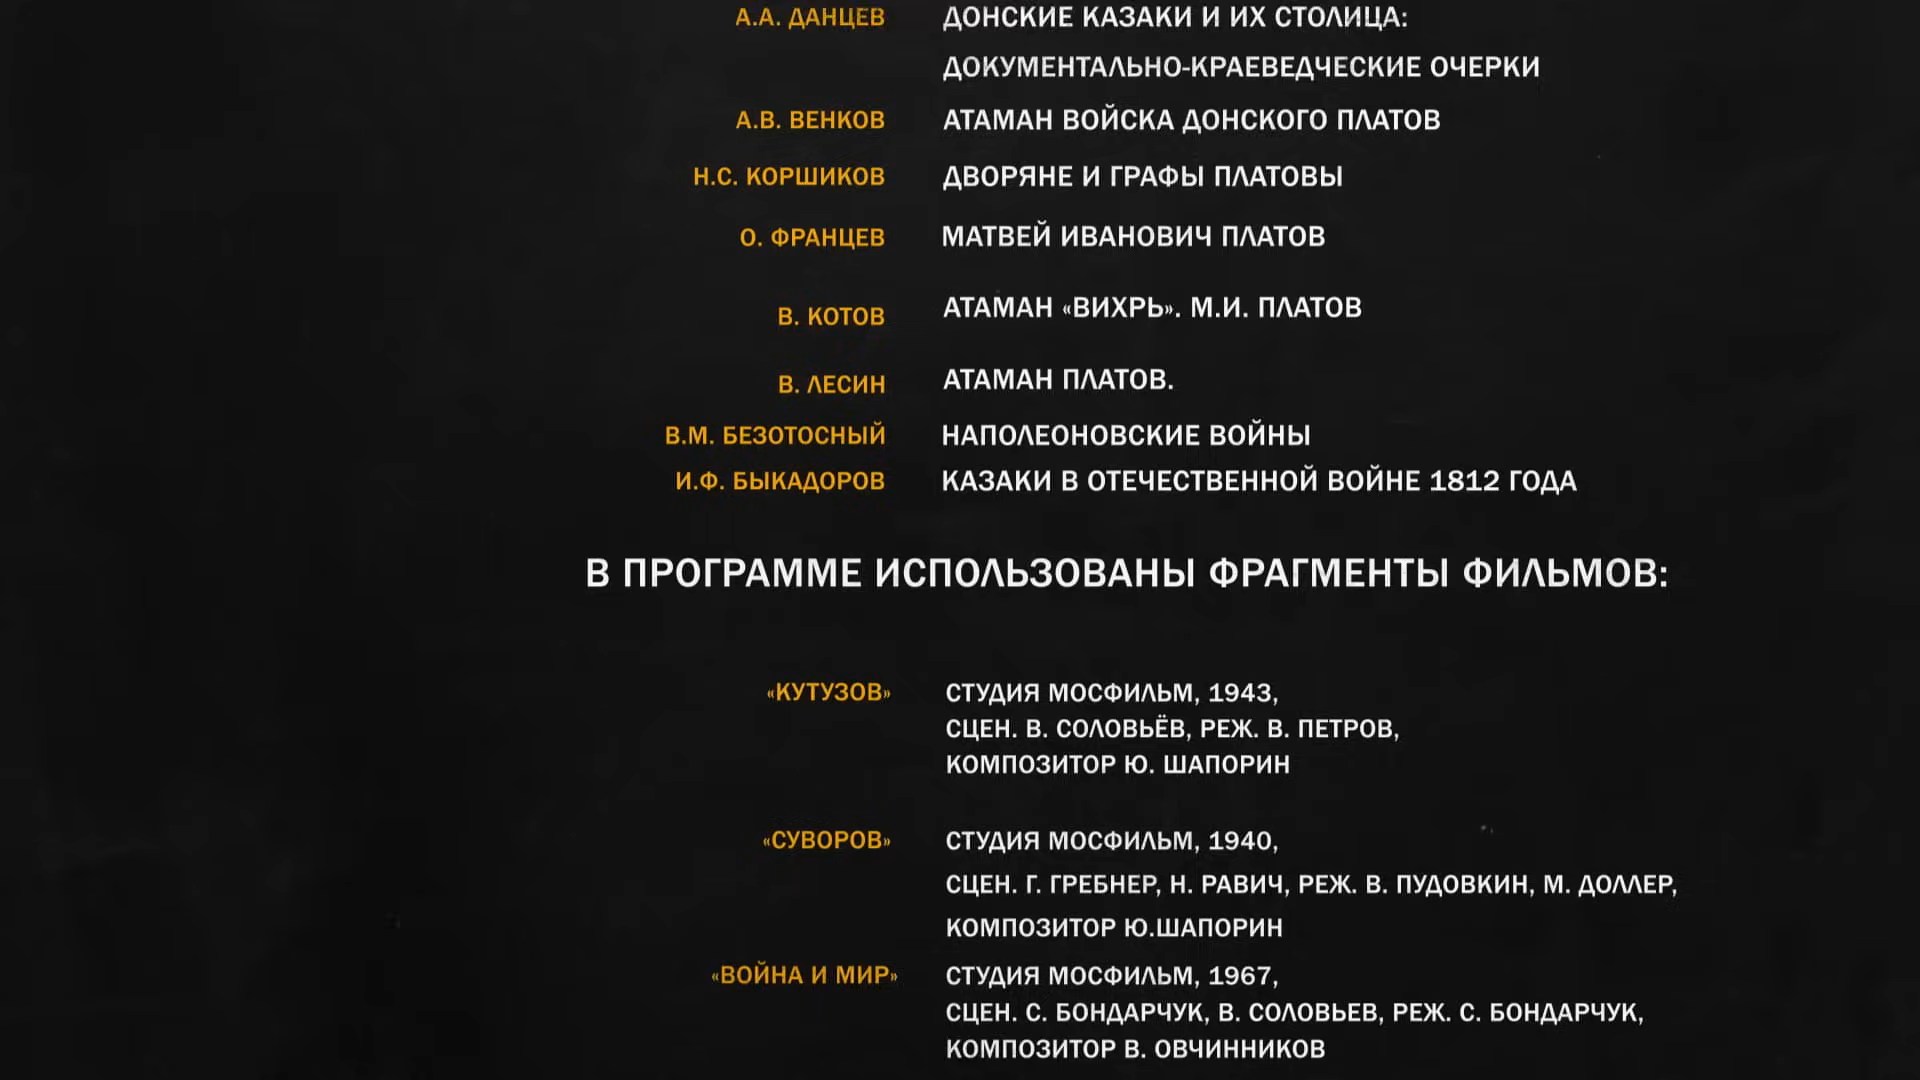 А.А. ДАНЦЕВ ДОНСКИЕ КАЗАКИ И ИХ СТОЛИЦА:
ДОКУМЕНТАЛЬНО-КРАЕВЕДЧЕСКИЕ ОЧЕРКИ
А.В. ВЕНКОВ АТАМАН ВОЙСКА ДОНСКОГО ПЛАТОВ
Н.С. КОРШИКОВ ДВОРЯНЕ И ГРАФЫ ПЛАТОВЫ
О. ФРАНЦЕВ МАТВЕЙ ИВАНОВИЧ ПЛАТОВ
В. КОТОВ АТАМАН «ВИХРЬ». М.И. ПЛАТОВ
В. ЛЕСИН АТАМАН ПЛАТОВ.
В.М. БЕЗОТОСНЫЙ НАПОЛЕОНОВСКИЕ ВОЙНЫ
И.Ф. БЫКАДОРОВ КАЗАКИ В ОТЕЧЕСТВЕННОЙ ВОЙНЕ 1812 ГОДА
В ПРОГРАММЕ ИСПОЛЬЗОВАНЫ ФРАГМЕНТЫ ФИЛЬМОВ:
«КУТУЗОВ» СТУДИЯ МОСФИЛЬМ, 1943,
СЦЕН. В. СОЛОВЬЁВ, РЕЖ. В. ПЕТРОВ,
КОМПОЗИТОР Ю. ШАПОРИН
«СУВОРОВ» СТУДИЯ МОСФИЛЬМ, 1940,
СЦЕН. Г. ГРЕБНЕР, Н. РАВИЧ, РЕЖ. В. ПУДОВКИН, М. ДОЛЛЕР,
КОМПОЗИТОР Ю.ШАПОРИН
«ВОЙНА И МИР» СТУДИЯ МОСФИЛЬМ, 1967,
СЦЕН. С. БОНДАРЧУК, В. СОЛОВЬЕВ, РЕЖ. С. БОНДАРЧУК,
КОМПОЗИТОР В. ОВЧИННИКОВ